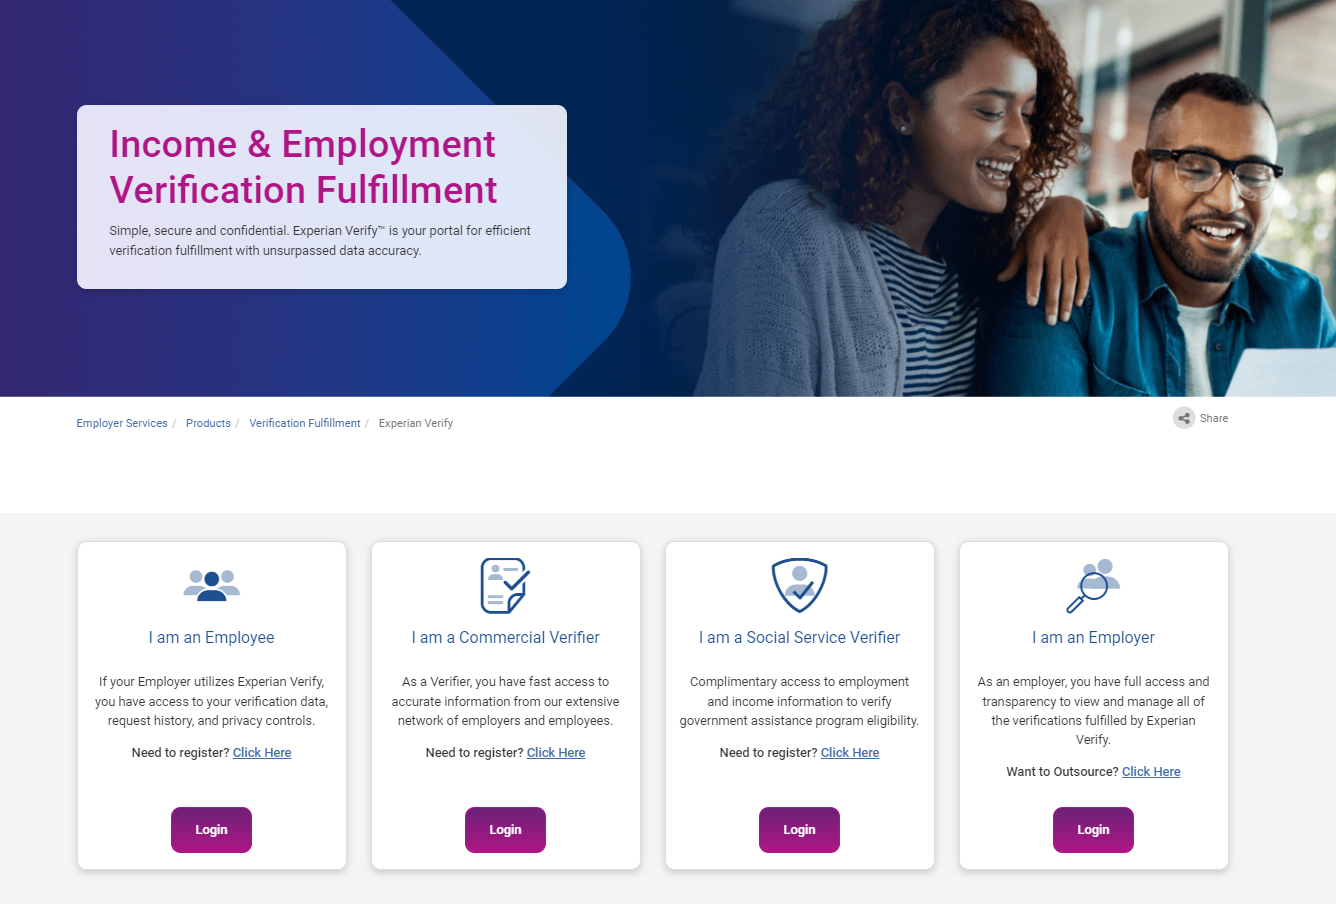 Income & Employment
Verification Fulfillment
Simple, secure and confidential. Experian Verify™ is your portal for efficient
verification fulfillment with unsurpassed data accuracy.
Employer Services / Products / Verification Fulfillment / Experian Verify
Share
I am an Employee
If your Employer utilizes Experian Verify,
you have access to your verification data,
request history, and privacy controls.
Need to register? Click Here
Login
I am a Commercial Verifier
As a Verifier, you have fast access to
accurate information from our extensive
network of employers and employees.
Need to register? Click Here
Login
I am a Social Service Verifier
Complimentary access to employment
and income information to verify
government assistance program eligibility.
Need to register? Click Here
Login
I am an Employer
As an employer, you have full access and
transparency to view and manage all of
the verifications fulfilled by Experian
Verify.
Want to Outsource? Click Here
Login